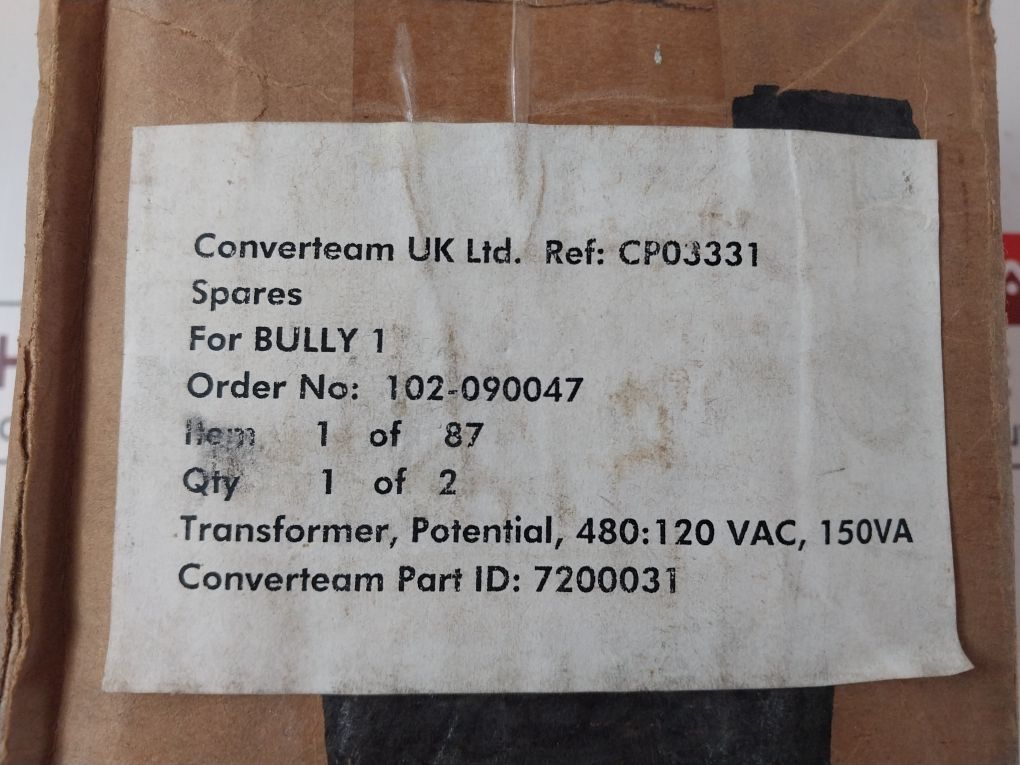 Converteam UK Ltd. Ref: CP03331
Spares
For BULLY 1
Order No: 102-090047
Item 1 of 87
Qty 1 of 2
Transformer, Potential, 480:120 VAC, 150VA
Converteam Part ID: 7200031